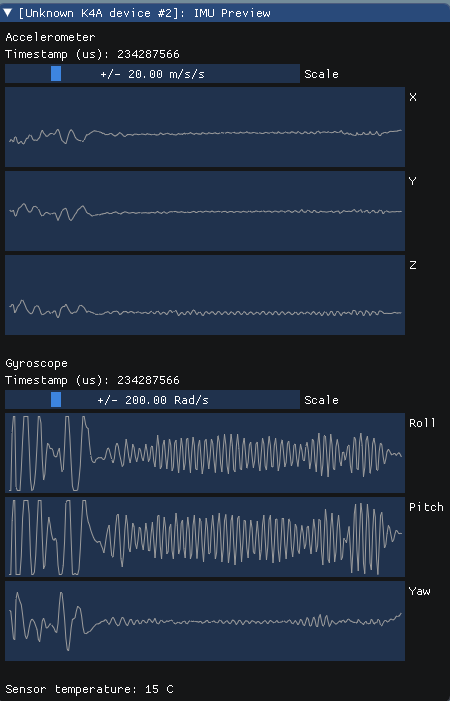 [Unknown K4A device #2]: IMU Preview
Accelerometer
Timestamp (us): 234287566
+/- 20.00 m/s/s Scale
X
Y
Z
Gyroscope
Timestamp (us): 234287566
+/- 200.00 Rad/s Scale
Roll
Pitch
Yaw
Sensor temperature: 15 C